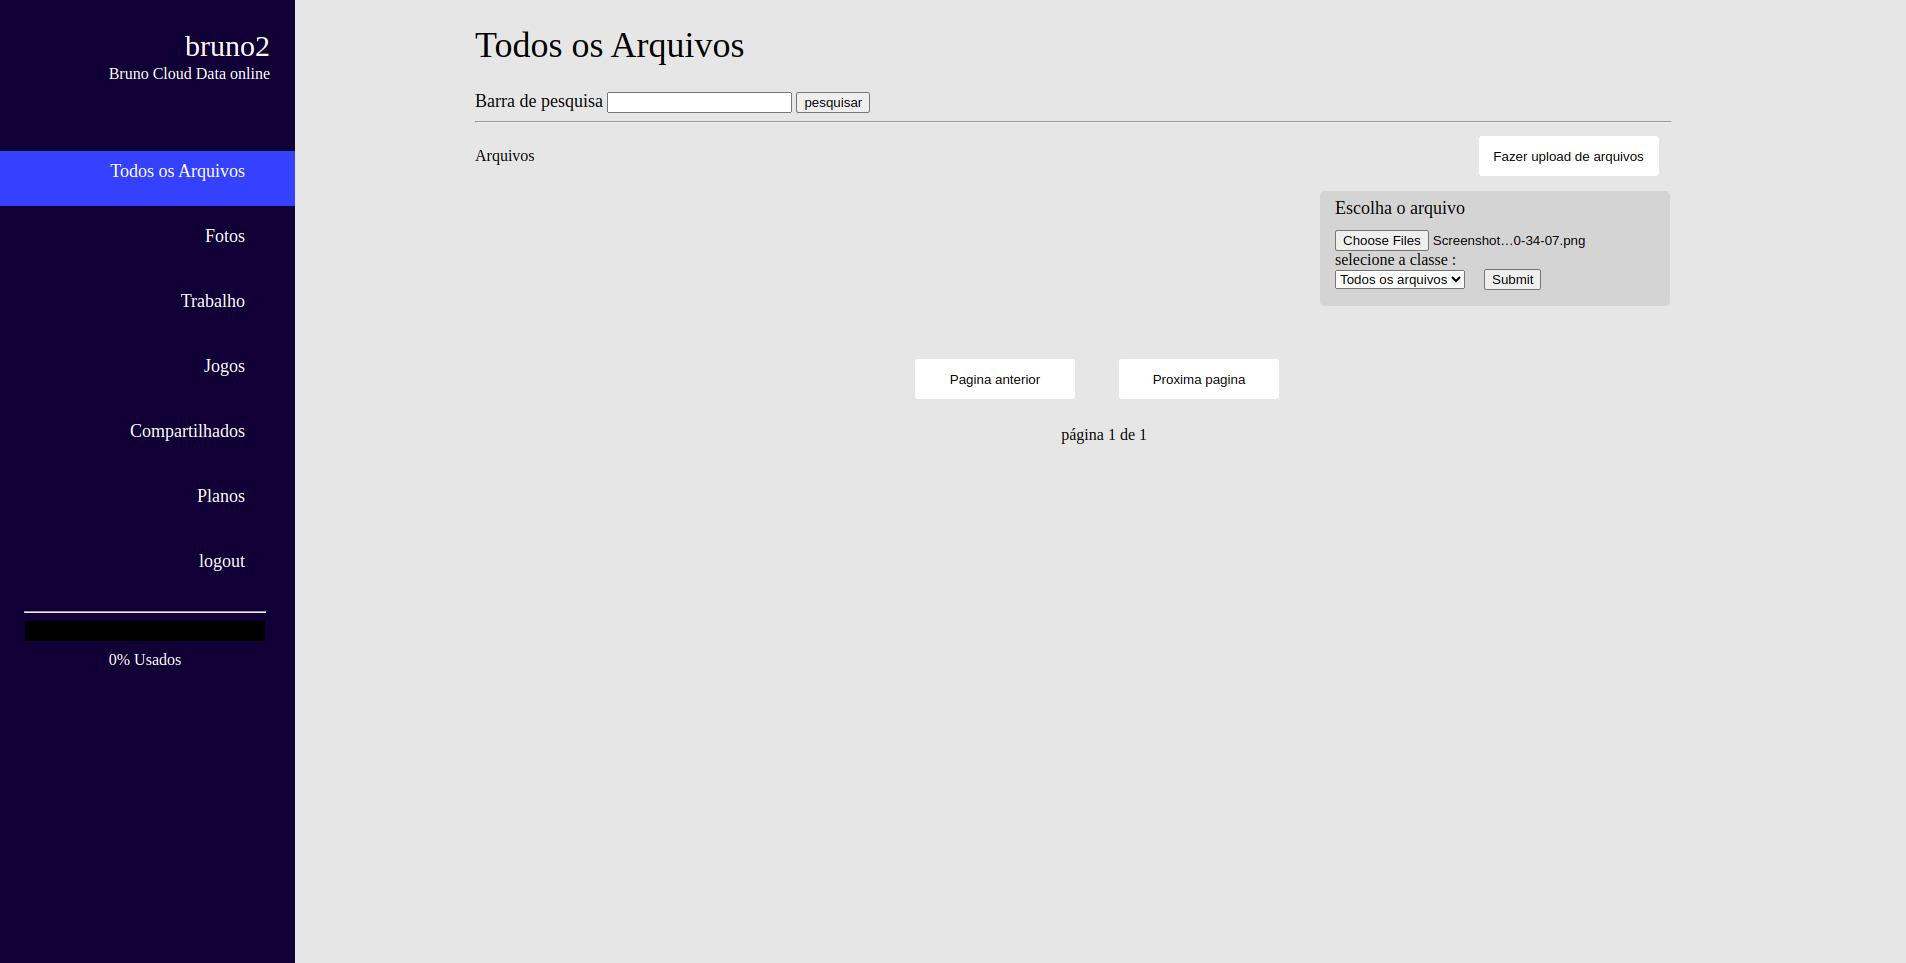 bruno2
Bruno Cloud Data online
Todos os Arquivos
Fotos
Trabalho
Jogos
Compartilhados
Planos
logout
0% Usados
Todos os Arquivos
Barra de pesquisa pesquisar
Arquivos
Fazer upload de arquivos
Escolha o arquivo
Choose Files Screenshot…0-34-07.png
selecione a classe :
Todos os arquivos Submit
Pagina anterior Proxima pagina
página 1 de 1